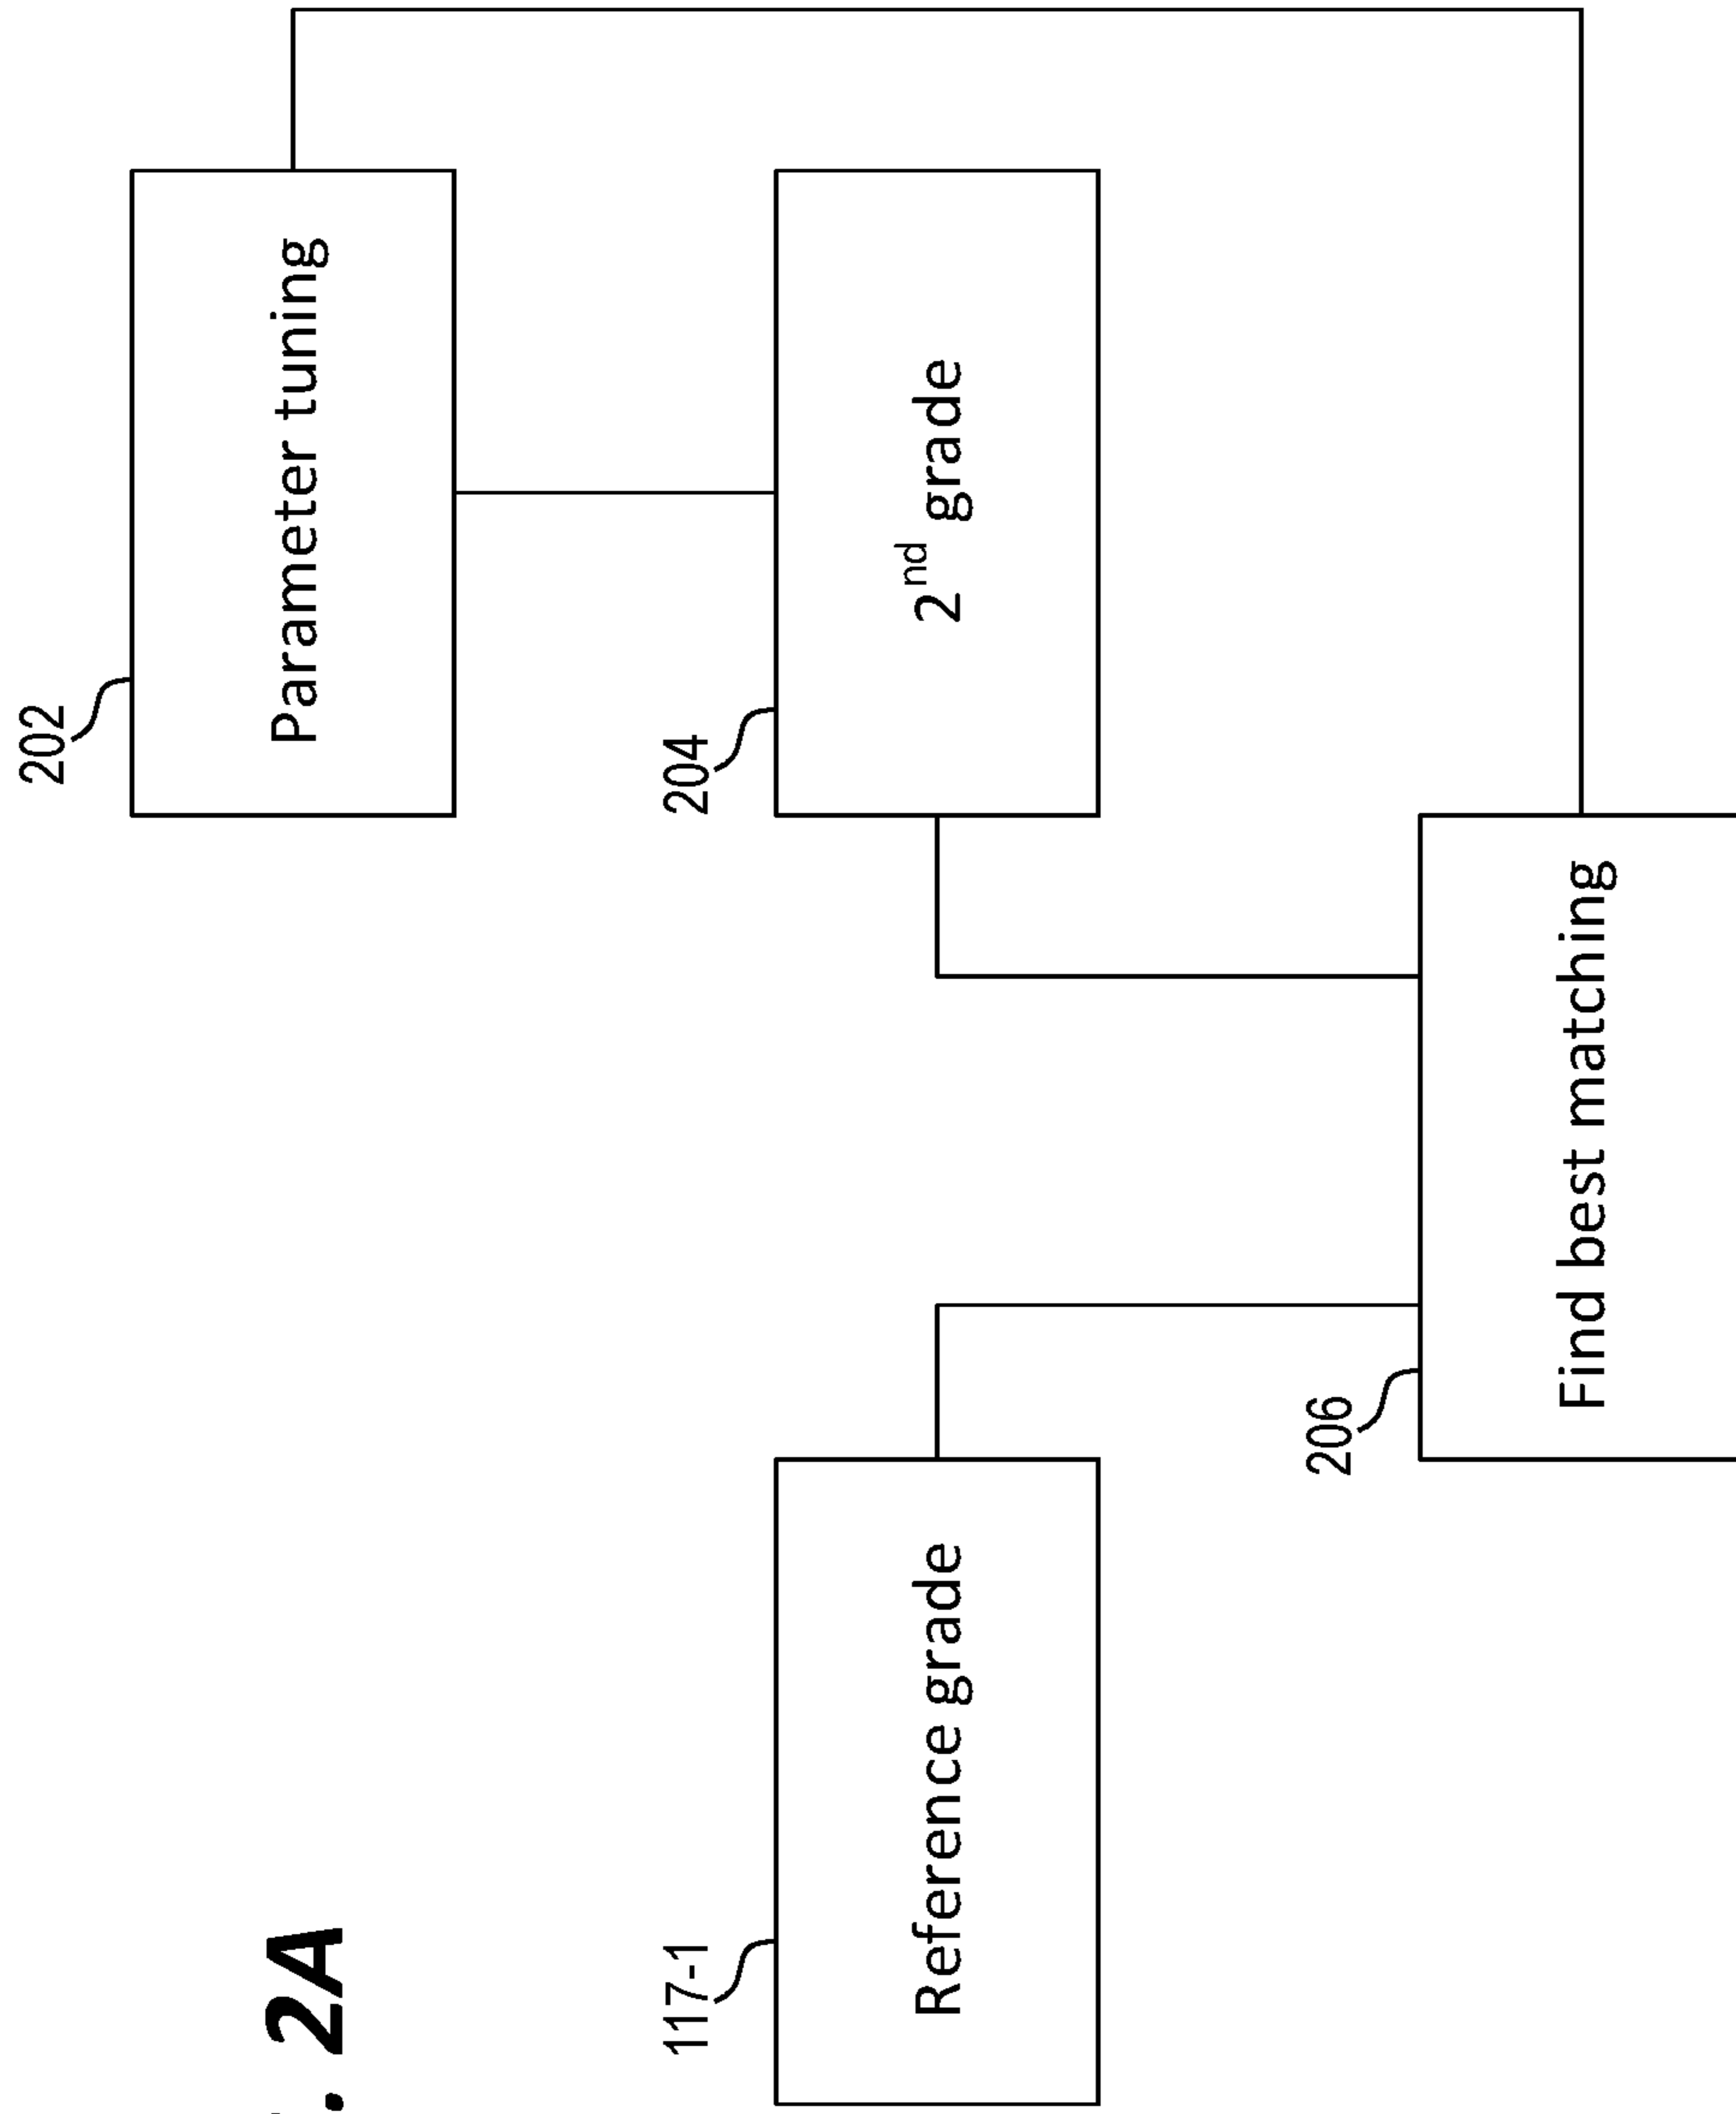 2A
202
Parameter tuning
117-1
Reference grade
204
2nd grade
206
Find best matching